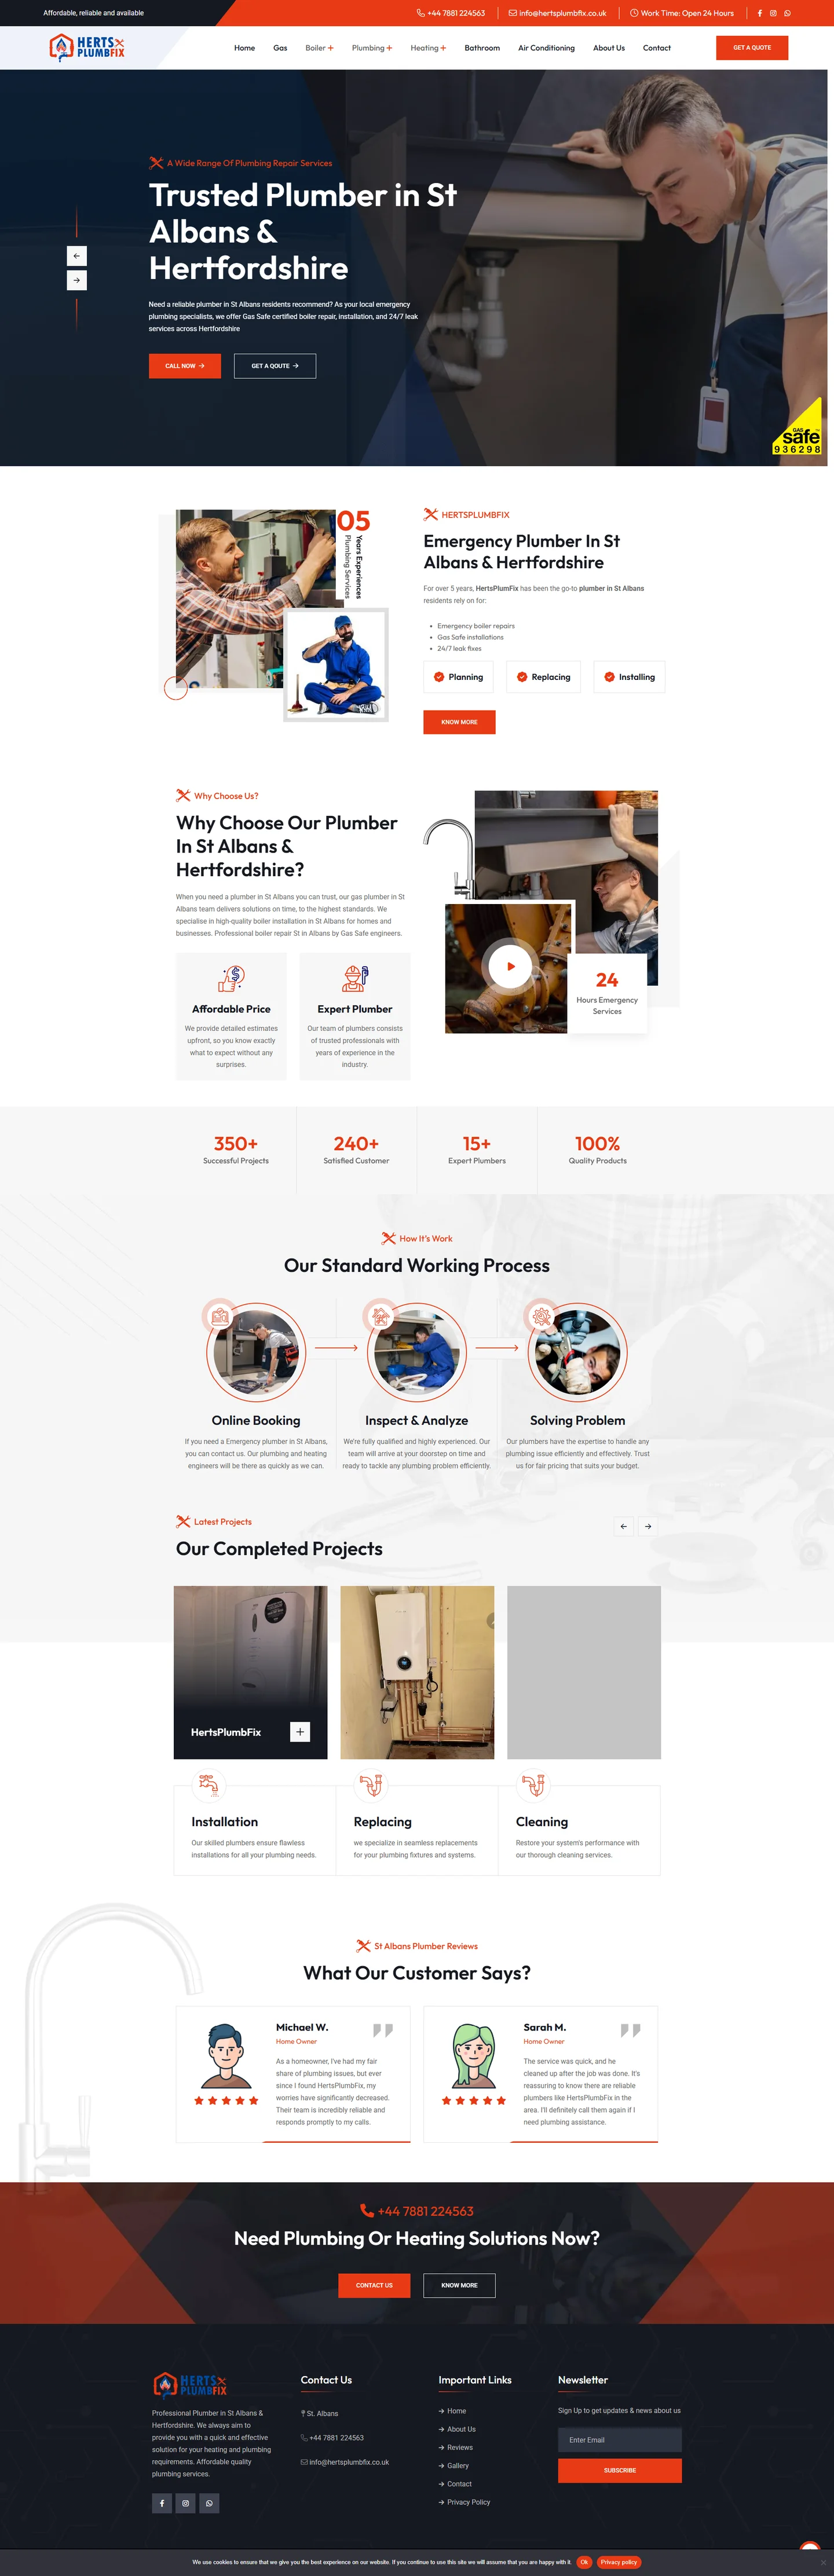 Affordable, reliable and available
+44 7881 224563
info@hertsplumbfix.co.uk
Work Time: Open 24 Hours
HERTS
PLUMBFIX
Home
Gas
Boiler +
Plumbing +
Heating +
Bathroom
Air Conditioning
About Us
Contact
GET A QUOTE
A Wide Range Of Plumbing Repair Services
Trusted Plumber in St
Albans &
Hertfordshire
Need a reliable plumber in St Albans residents recommend? As your local emergency
plumbing specialists, we offer Gas Safe certified boiler repair, installation, and 24/7 leak
services across Hertfordshire
CALL NOW
GET A QOUTE
GAS
safe
936298
05
Years Experiences
Plumbing Services
HERTSPLUMBFIX
Emergency Plumber In St
Albans & Hertfordshire
For over 5 years, HertsPlumFix has been the go-to plumber in St Albans
residents rely on for:
Emergency boiler repairs
Gas Safe installations
24/7 leak fixes
Planning
Replacing
Installing
KNOW MORE
Why Choose Us?
Why Choose Our Plumber
In St Albans &
Hertfordshire?
When you need a plumber in St Albans you can trust, our gas plumber in St
Albans team delivers solutions on time, to the highest standards. We
specialise in high-quality boiler installation in St Albans for homes and
businesses. Professional boiler repair St in Albans by Gas Safe engineers.
Affordable Price
We provide detailed estimates
upfront, so you know exactly
what to expect without any
surprises.
Expert Plumber
Our team of plumbers consists
of trusted professionals with
years of experience in the
industry.
24
Hours Emergency
Services
350+
Successful Projects
240+
Satisfied Customer
15+
Expert Plumbers
100%
Quality Products
How It's Work
Our Standard Working Process
Online Booking
If you need a Emergency plumber in St Albans,
you can contact us. Our plumbing and heating
engineers will be there as quickly as we can.
Inspect & Analyze
We're fully qualified and highly experienced. Our
team will arrive at your doorstep on time and
ready to tackle any plumbing problem efficiently.
Solving Problem
Our plumbers have the expertise to handle any
plumbing issue efficiently and effectively. Trust
us for fair pricing that suits your budget.
Latest Projects
Our Completed Projects
HertsPlumbFix
Installation
Our skilled plumbers ensure flawless
installations for all your plumbing needs.
Replacing
we specialize in seamless replacements
for your plumbing fixtures and systems.
Cleaning
Restore your system's performance with
our thorough cleaning services.
St Albans Plumber Reviews
What Our Customer Says?
Michael W.
Home Owner
As a homeowner, I've had my fair
share of plumbing issues, but ever
since I found HertsPlumbFix, my
worries have significantly decreased.
Their team is incredibly reliable and
responds promptly to my calls.
Sarah M.
Home Owner
The service was quick, and he
cleaned up after the job was done. It's
reassuring to know there are reliable
plumbers like HertsPlumbFix in the
area. I'll definitely call them again if I
need plumbing assistance.
+44 7881 224563
Need Plumbing Or Heating Solutions Now?
CONTACT US
KNOW MORE
HERTS
PLUMBFIX
Professional Plumber in St Albans &
Hertfordshire. We always aim to
provide you with a quick and effective
solution for your heating and plumbing
requirements. Affordable quality
plumbing services.
Contact Us
St. Albans
+44 7881 224563
info@hertsplumbfix.co.uk
Important Links
Home
About Us
Reviews
Gallery
Contact
Privacy Policy
Newsletter
Sign Up to get updates & news about us
Enter Email
SUBSCRIBE
We use cookies to ensure that we give you the best experience on our website. If you continue to use this site we will assume that you are happy with it.
Ok
Privacy policy